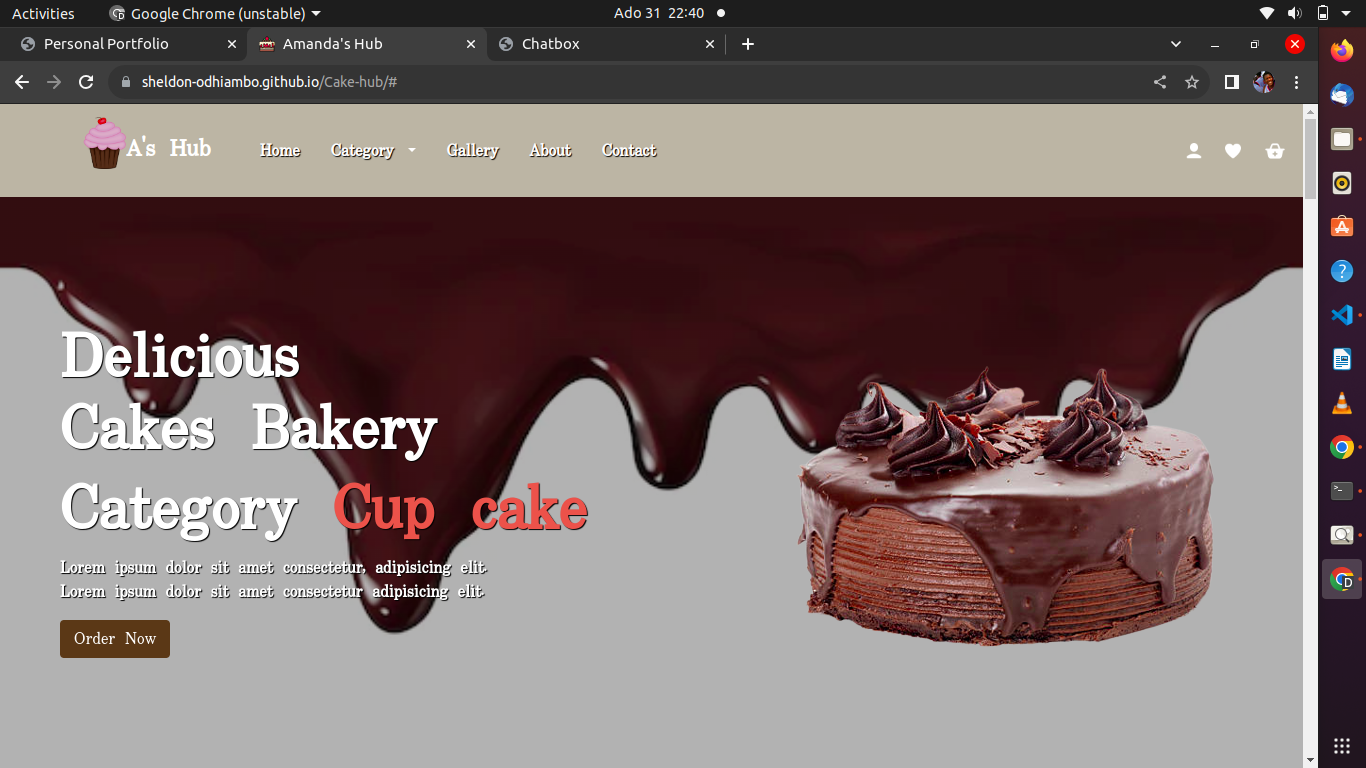 Activities
Google Chrome (unstable)
Ado 31 22:40
Personal Portfolio
Amanda's Hub
Chatbox
sheldon-odhiambo.github.io/Cake-hub/#
A's Hub
Home
Category
Gallery
About
Contact
Delicious
Cakes Bakery
Category Cup cake
Lorem ipsum dolor sit amet consectetur, adipisicing elit.
Lorem ipsum dolor sit amet consectetur adipisicing elit.
Order Now